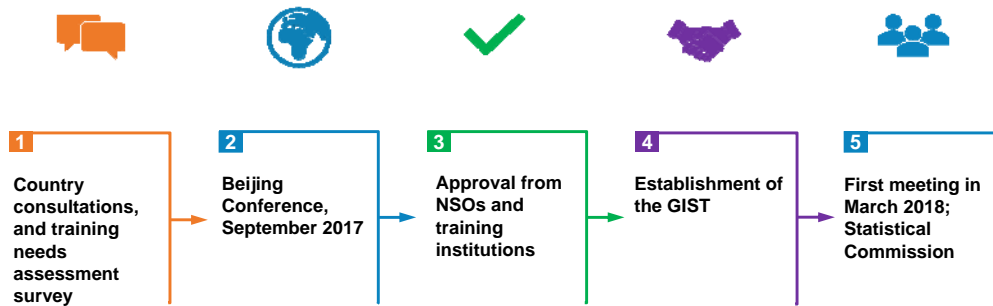 1
Country
consultations,
and training
needs
assessment
survey
2
Beijing
Conference,
September 2017
3
Approval from
NSOs and
training
institutions
4
Establishment of
the GIST
5
First meeting in
March 2018;
Statistical
Commission